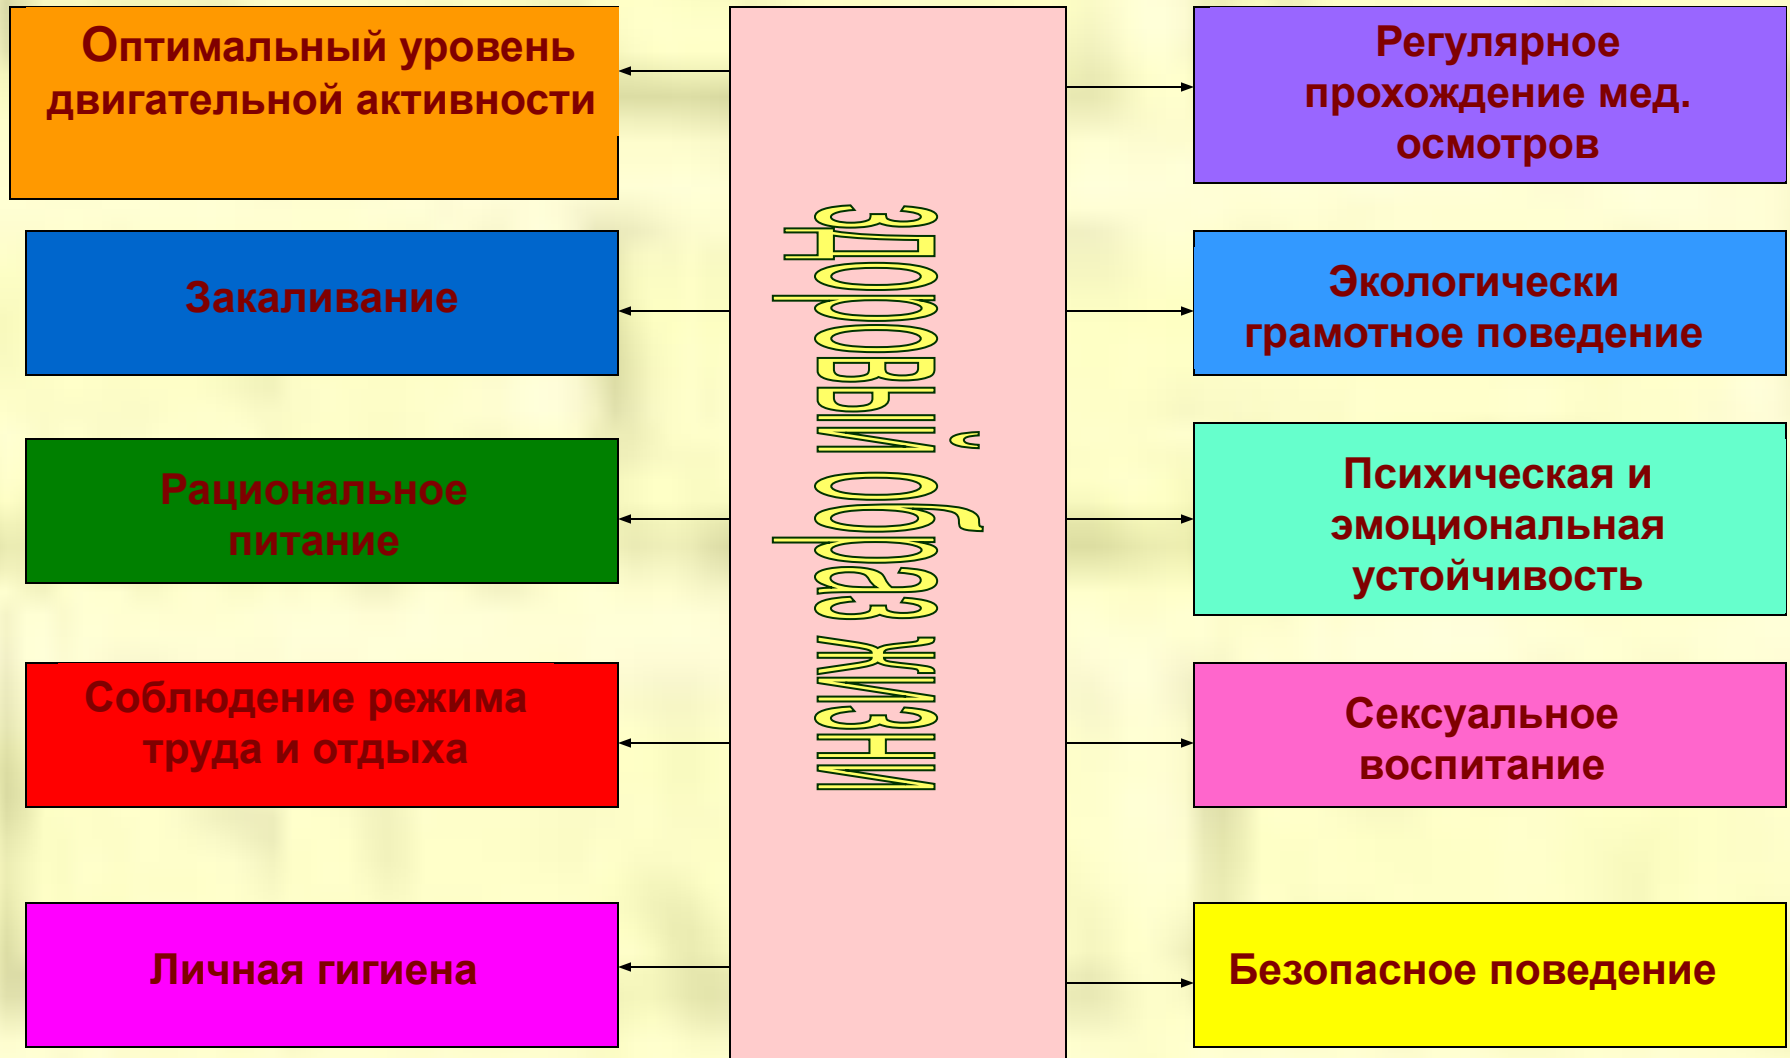 Оптимальный уровень
двигательной активности
Закаливание
Рациональное
питание
Соблюдение режима
труда и отдыха
Личная гигиена
здоровый образ жизни
Регулярное
прохождение мед.
осмотров
Экологически
грамотное поведение
Психическая и
эмоциональная
устойчивость
Сексуальное
воспитание
Безопасное поведение